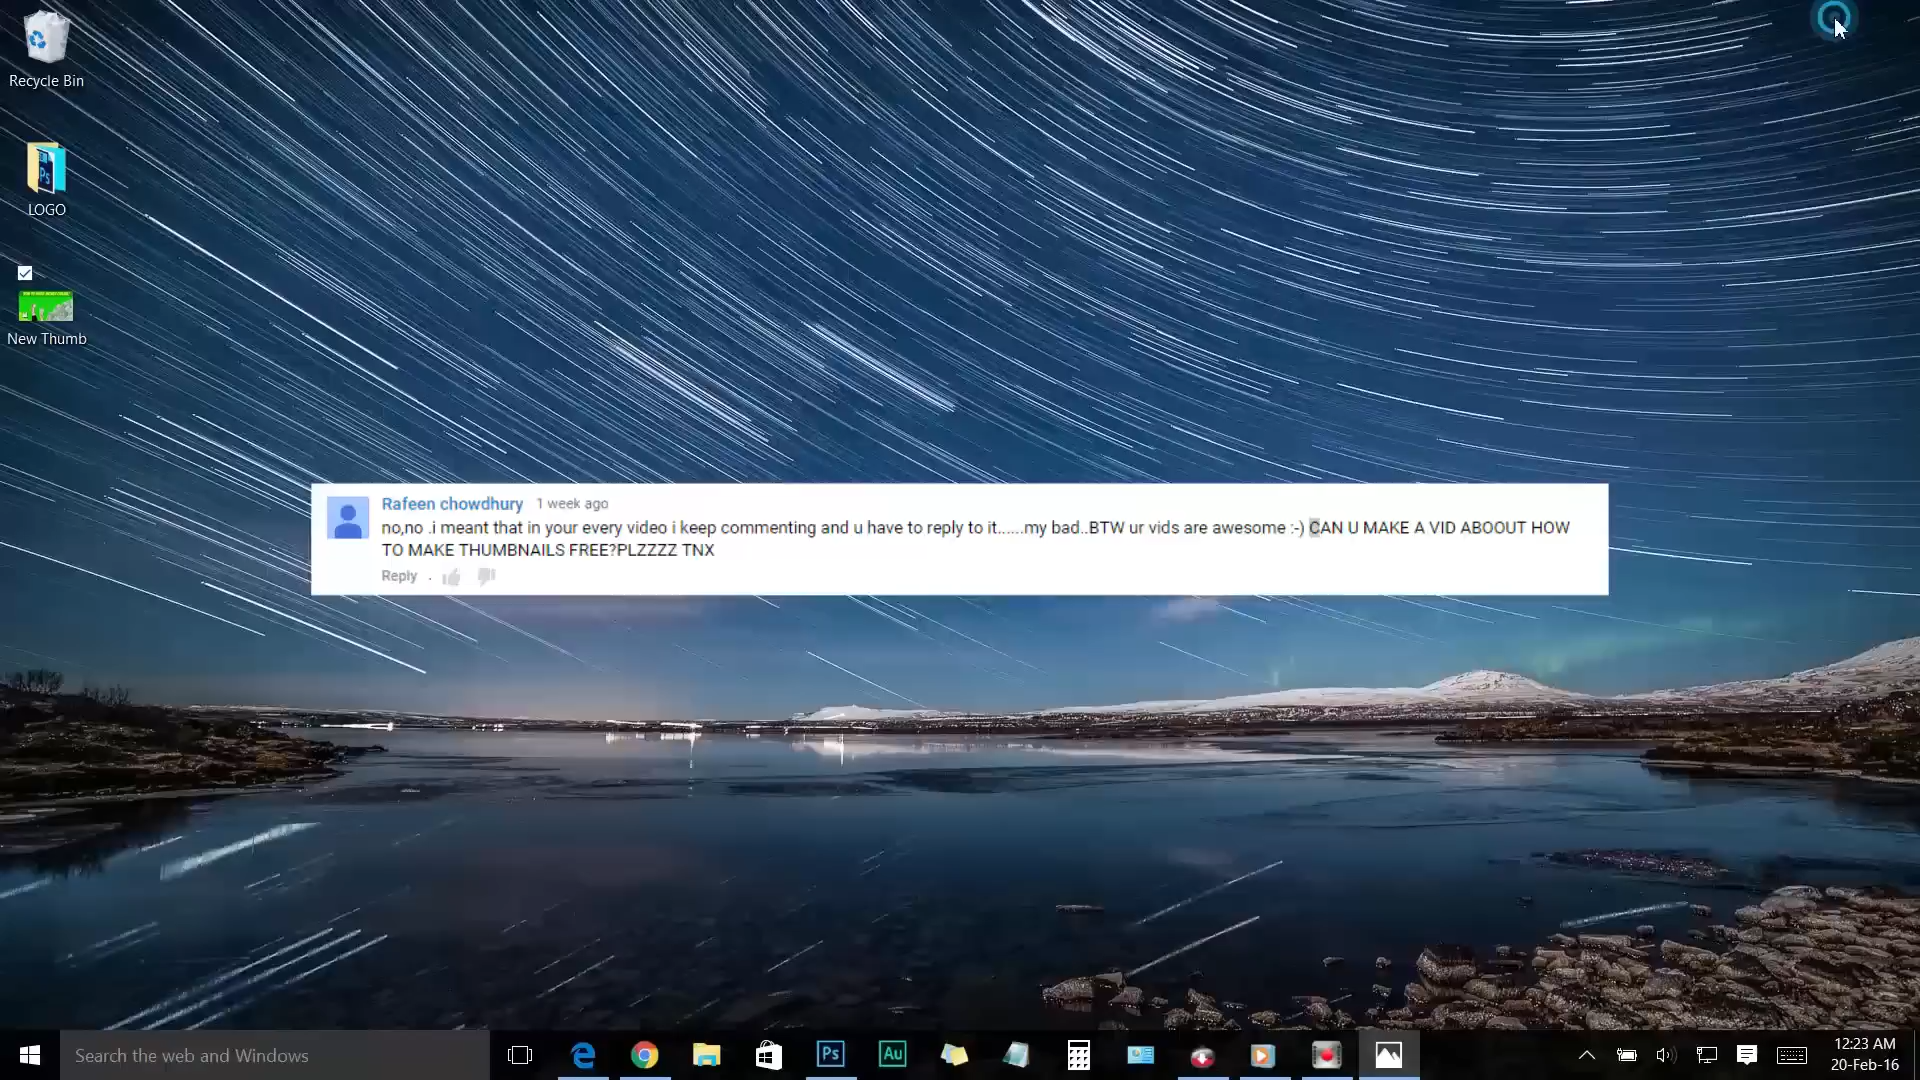 Recycle Bin
LOGO
New Thumb
Rafeen chowdhury 1 week ago
no,no .i meant that in your every video i keep commenting and u have to reply to it......my bad..BTW ur vids are awesome :-) CAN U MAKE A VID ABOOUT HOW
TO MAKE THUMBNAILS FREE?PLZZZZ TNX
Reply .
Search the web and Windows
Ps
Au
12:23 AM
20-Feb-16